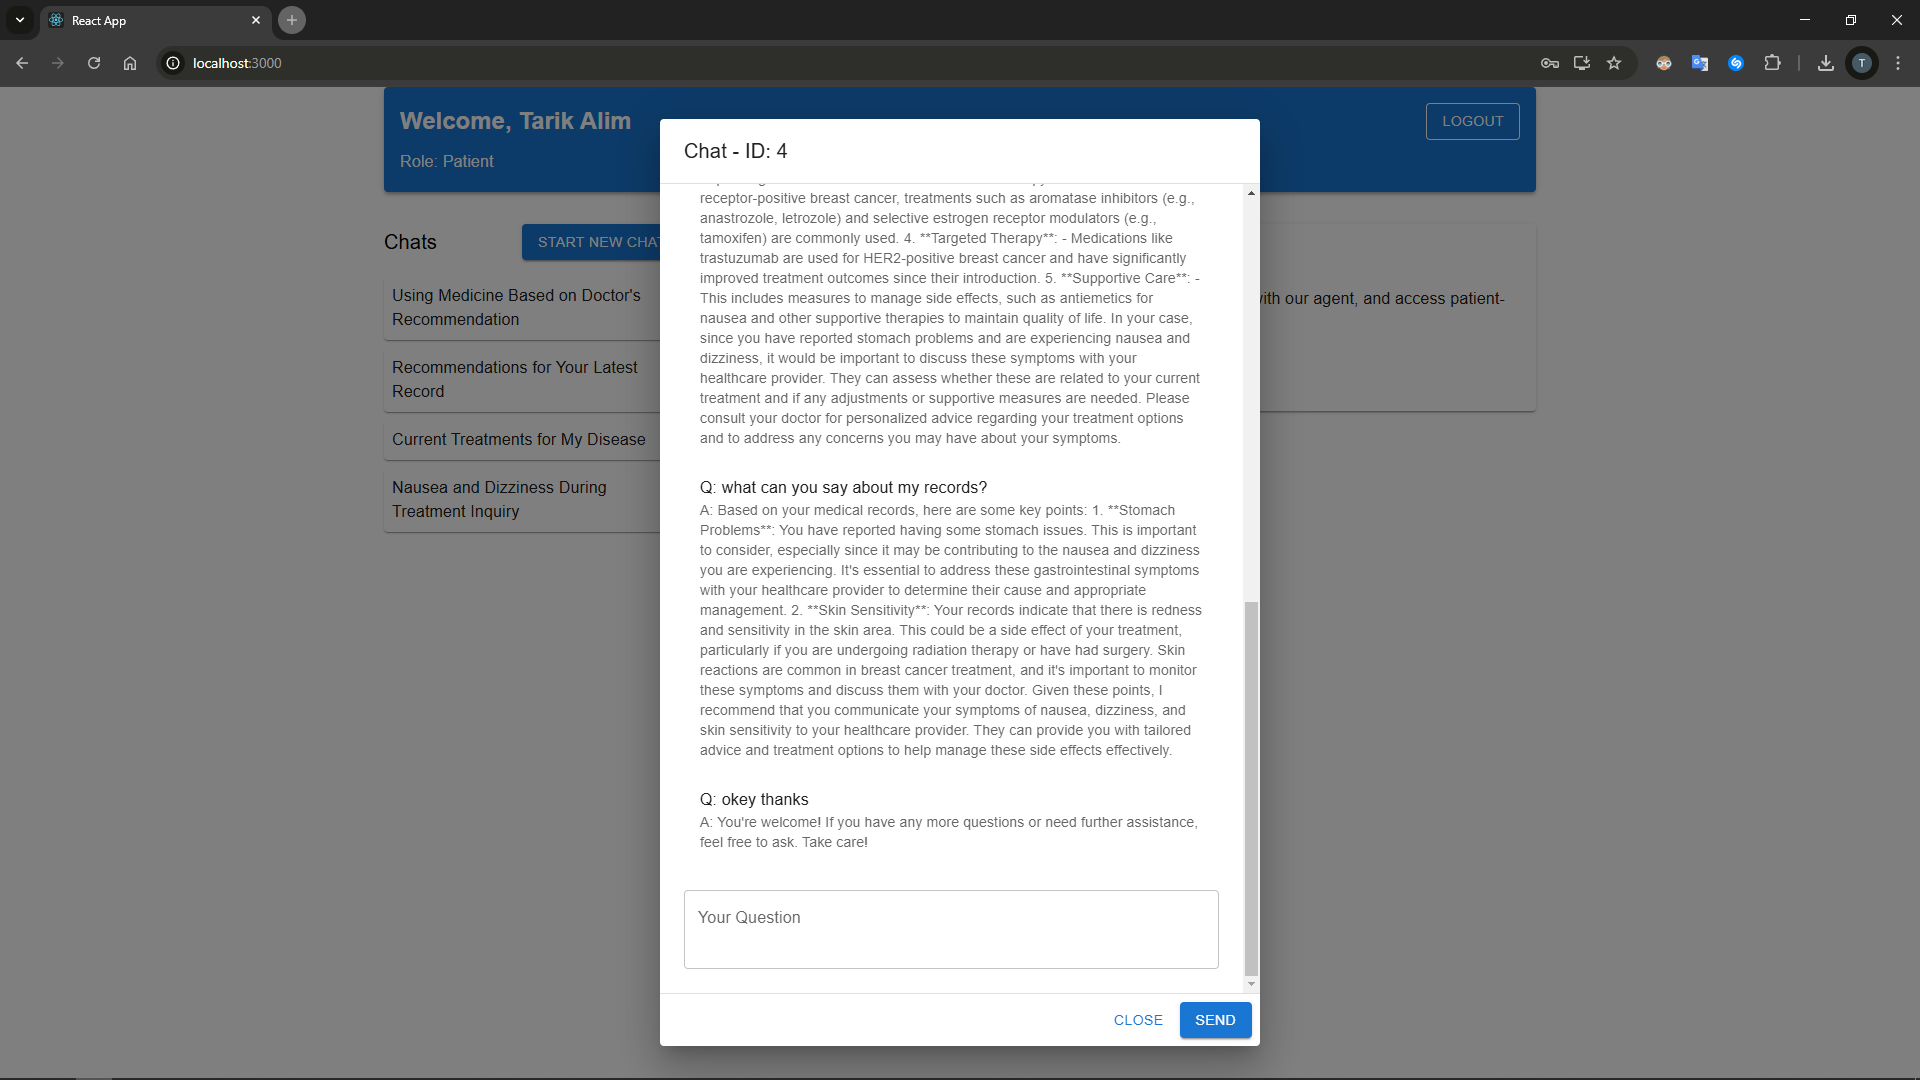 React App
localhost:3000
T
Welcome, Tarik Alim
Role: Patient
LOGOUT
Chats
START NEW CHAT
Using Medicine Based on Doctor's
Recommendation
Recommendations for Your Latest
Record
Current Treatments for My Disease
Nausea and Dizziness During
Treatment Inquiry
with our agent, and access patient-
Chat - ID: 4
receptor-positive breast cancer, treatments such as aromatase inhibitors (e.g.,
anastrozole, letrozole) and selective estrogen receptor modulators (e.g.,
tamoxifen) are commonly used. 4. **Targeted Therapy**: - Medications like
trastuzumab are used for HER2-positive breast cancer and have significantly
improved treatment outcomes since their introduction. 5. **Supportive Care**: -
This includes measures to manage side effects, such as antiemetics for
nausea and other supportive therapies to maintain quality of life. In your case,
since you have reported stomach problems and are experiencing nausea and
dizziness, it would be important to discuss these symptoms with your
healthcare provider. They can assess whether these are related to your current
treatment and if any adjustments or supportive measures are needed. Please
consult your doctor for personalized advice regarding your treatment options
and to address any concerns you may have about your symptoms.
Q: what can you say about my records?
A: Based on your medical records, here are some key points: 1. **Stomach
Problems**: You have reported having some stomach issues. This is important
to consider, especially since it may be contributing to the nausea and dizziness
you are experiencing. It's essential to address these gastrointestinal symptoms
with your healthcare provider to determine their cause and appropriate
management. 2. **Skin Sensitivity**: Your records indicate that there is redness
and sensitivity in the skin area. This could be a side effect of your treatment,
particularly if you are undergoing radiation therapy or have had surgery. Skin
reactions are common in breast cancer treatment, and it's important to monitor
these symptoms and discuss them with your doctor. Given these points, I
recommend that you communicate your symptoms of nausea, dizziness, and
skin sensitivity to your healthcare provider. They can provide you with tailored
advice and treatment options to help manage these side effects effectively.
Q: okey thanks
A: You're welcome! If you have any more questions or need further assistance,
feel free to ask. Take care!
Your Question
CLOSE
SEND